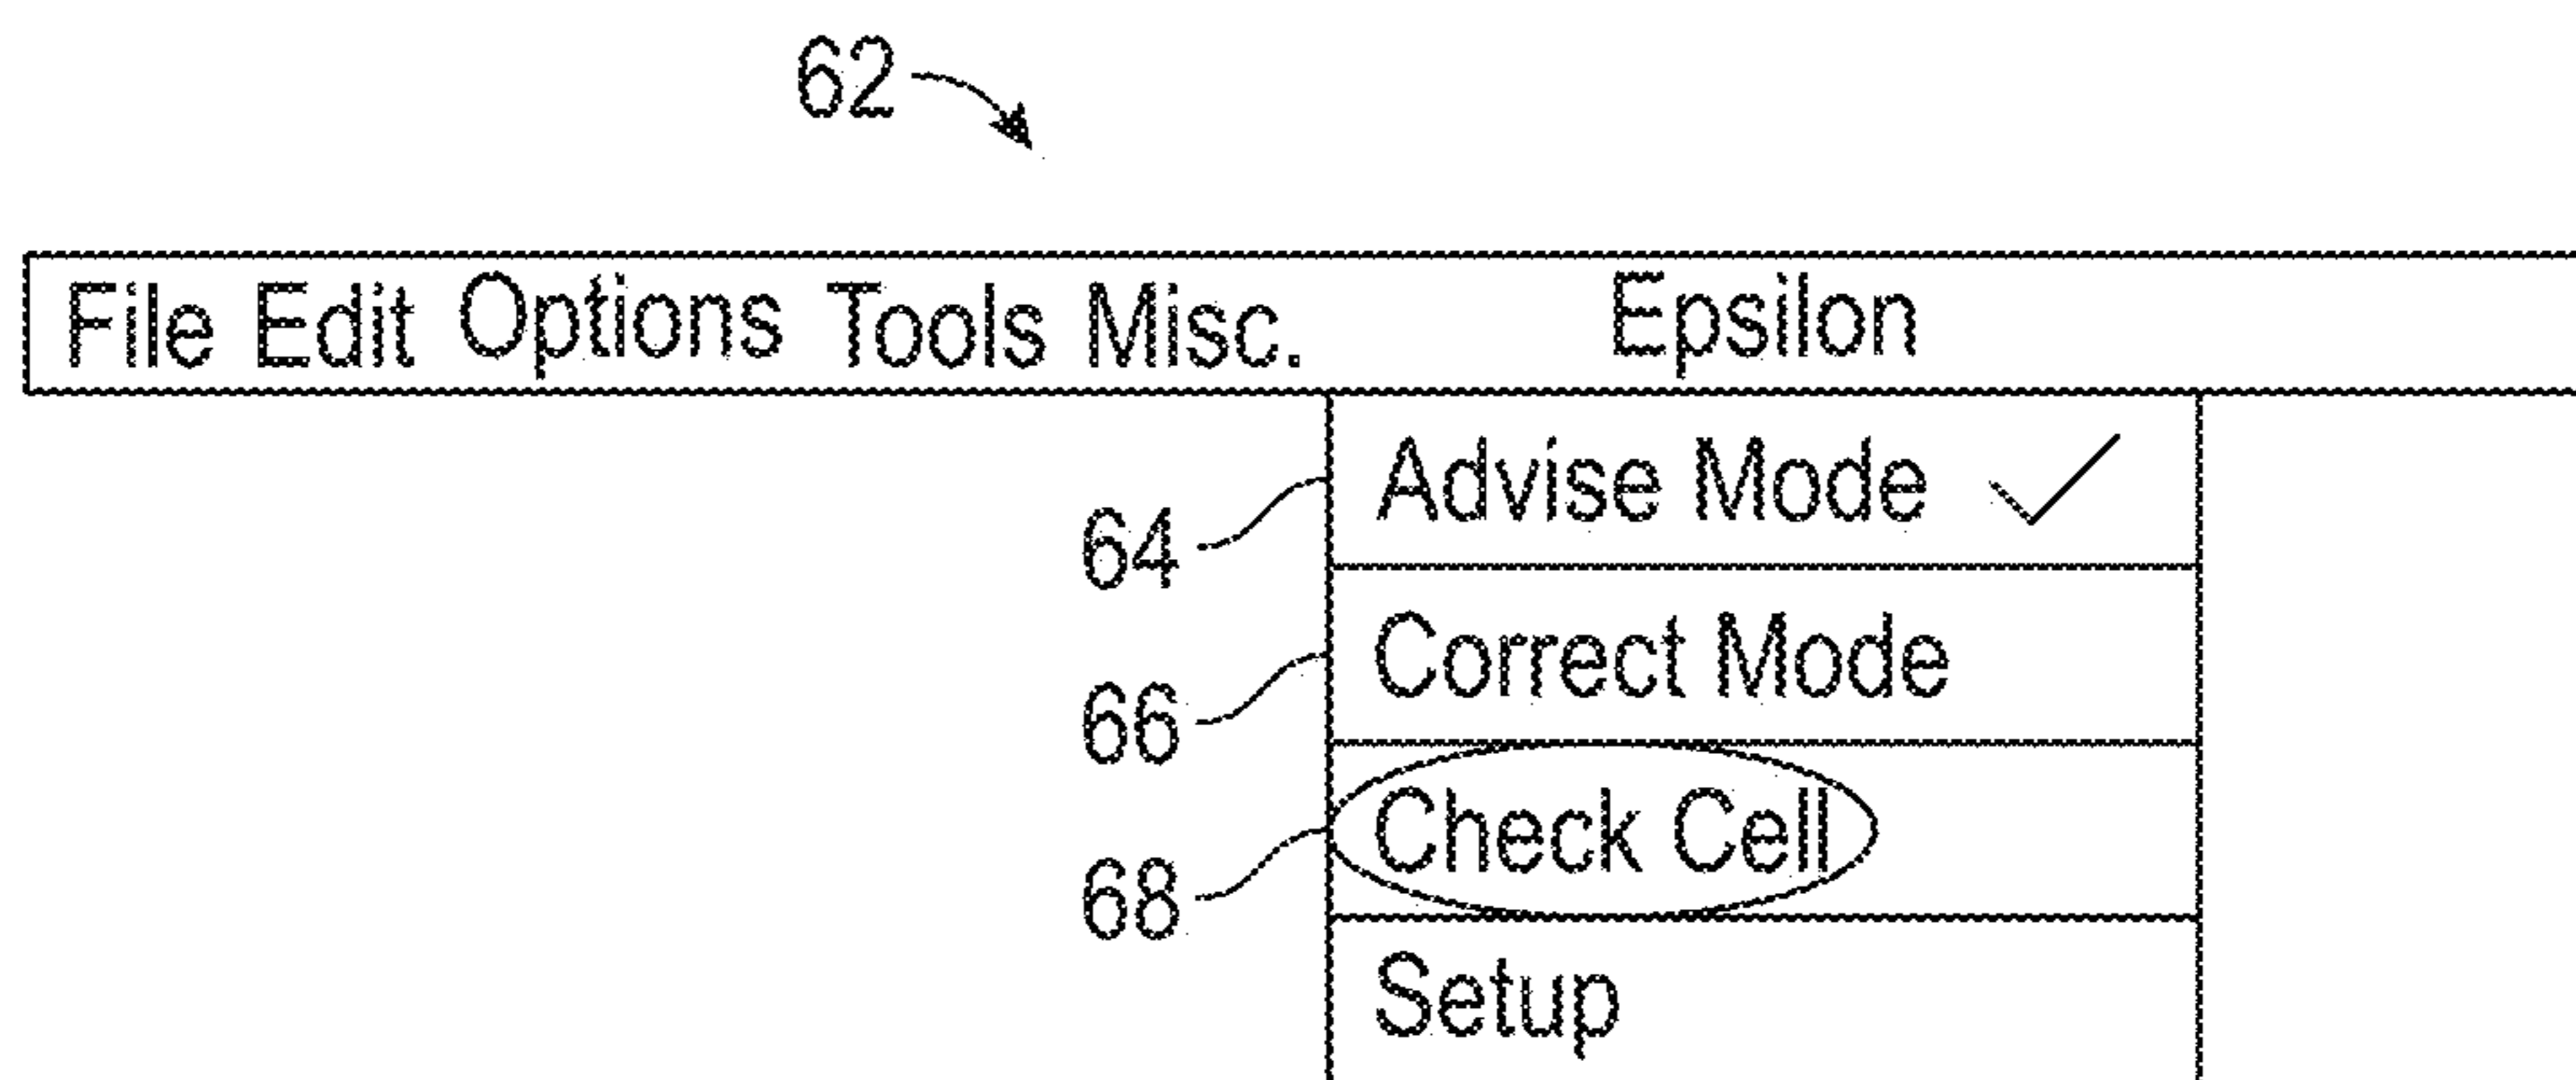 62
File Edit Options Tools Misc. Epsilon
64 Advise Mode ✓
66 Correct Mode
68 Check Cell
Setup